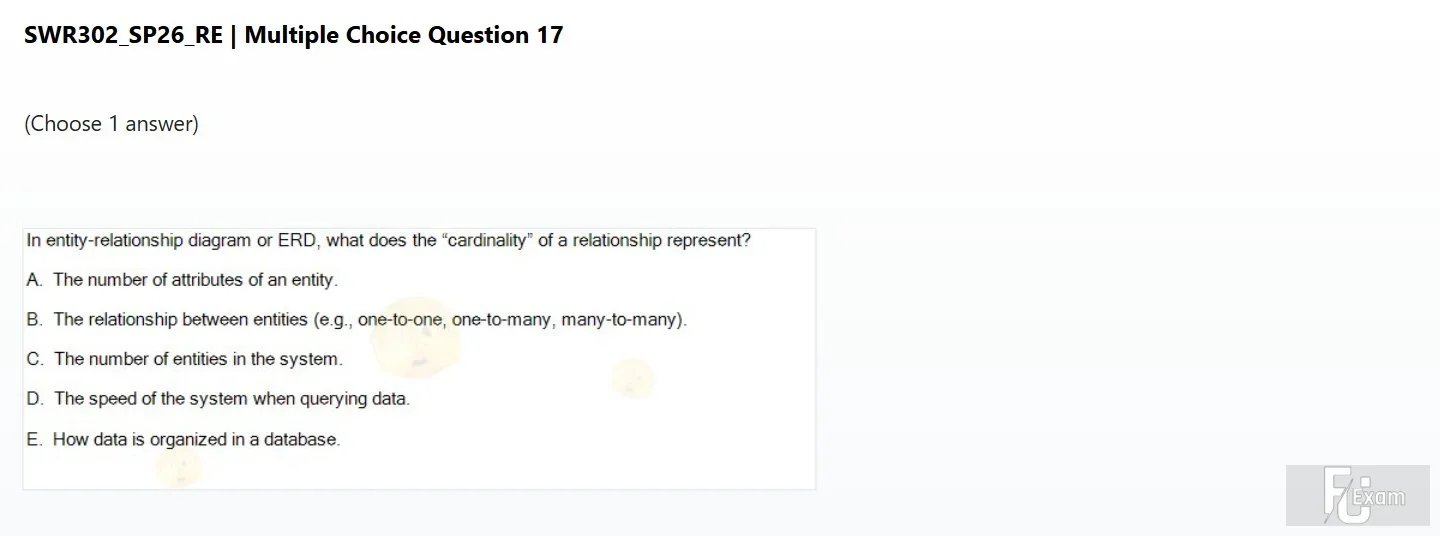 SWR302_SP26_RE | Multiple Choice Question 17
(Choose 1 answer)
In entity-relationship diagram or ERD, what does the “cardinality” of a relationship represent?
A. The number of attributes of an entity.
B. The relationship between entities (e.g., one-to-one, one-to-many, many-to-many).
C. The number of entities in the system.
D. The speed of the system when querying data.
E. How data is organized in a database.
FU Exam